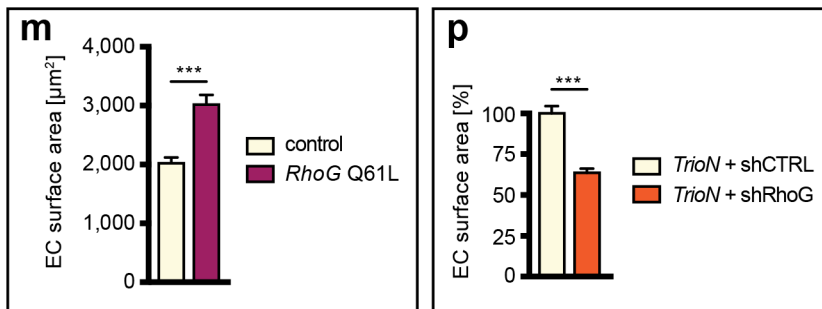 m
EC surface area [µm²]
4,000
3,000
2,000
1,000
0
***
control
RhoG Q61L
p
EC surface area [%]
100
75
50
25
0
***
TrioN + shCTRL
TrioN + shRhoG